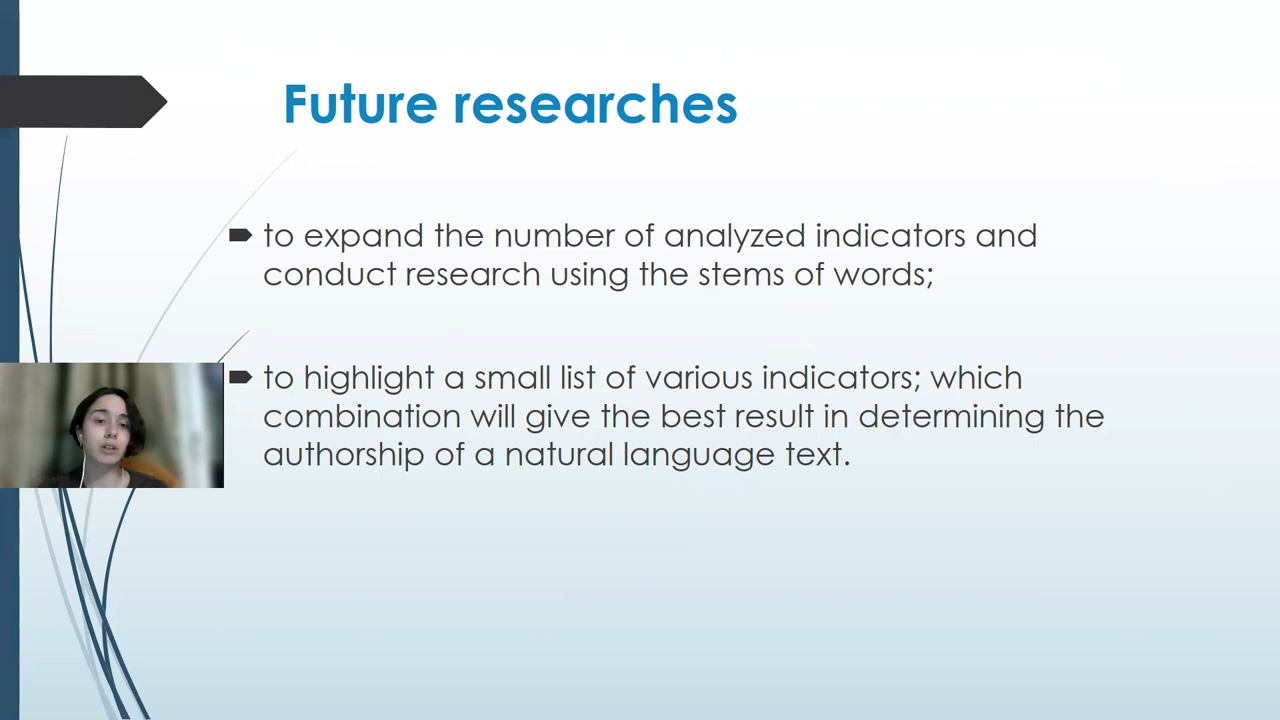 Future researches
to expand the number of analyzed indicators and
conduct research using the stems of words;
to highlight a small list of various indicators; which
combination will give the best result in determining the
authorship of a natural language text.